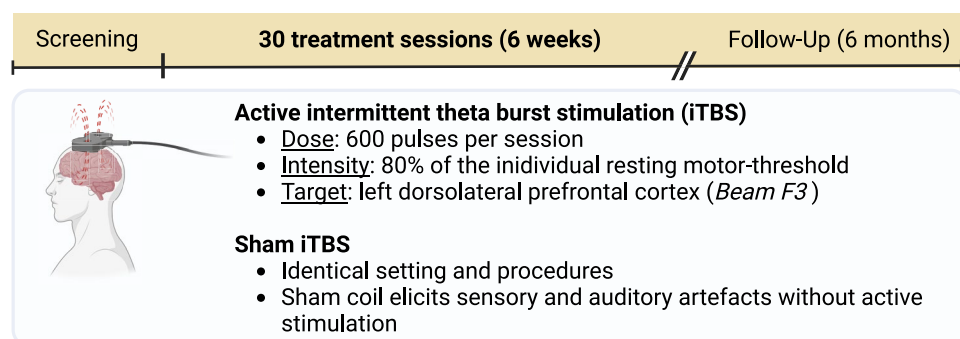 Screening
30 treatment sessions (6 weeks)
Follow-Up (6 months)
Active intermittent theta burst stimulation (iTBS)
• Dose: 600 pulses per session
• Intensity: 80% of the inidividual resting motor-threshold
• Target: left dorsolateral prefrontal cortex (Beam F3 )
Sham iTBS
• Identical setting and procedures
• Sham coil elicits sensory and auditory artefacts without active
stimulation